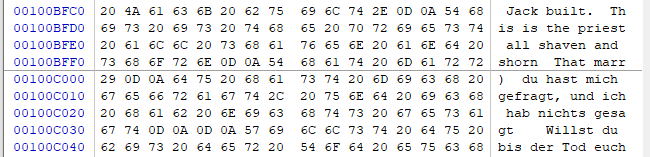 00100BFC0 20 4A 61 63 6B 20 62 75 69 6C 74 2E 0D 0A 54 68 Jack built. Th
00100BFD0 69 73 20 69 73 20 74 68 65 20 70 72 69 65 73 74 is is the priest
00100BFE0 20 61 6C 6C 20 73 68 61 76 65 6E 20 61 6E 64 20 all shaven and
00100BFF0 73 68 6F 72 6E 0D 0A 54 68 61 74 20 6D 61 72 72 shorn That marr
00100C000 29 0D 0A 64 75 20 68 61 73 74 20 6D 69 63 68 20 ) du hast mich
00100C010 67 65 66 72 61 67 74 2C 20 75 6E 64 20 69 63 68 gefragt, und ich
00100C020 20 68 61 62 20 6E 69 63 68 74 73 20 67 65 73 61 hab nichts gesa
00100C030 67 74 0D 0A 0D 0A 57 69 6C 6C 73 74 20 64 75 20 gt Willst du
00100C040 62 69 73 20 64 65 72 20 54 6F 64 20 65 75 63 68 bis der Tod euch